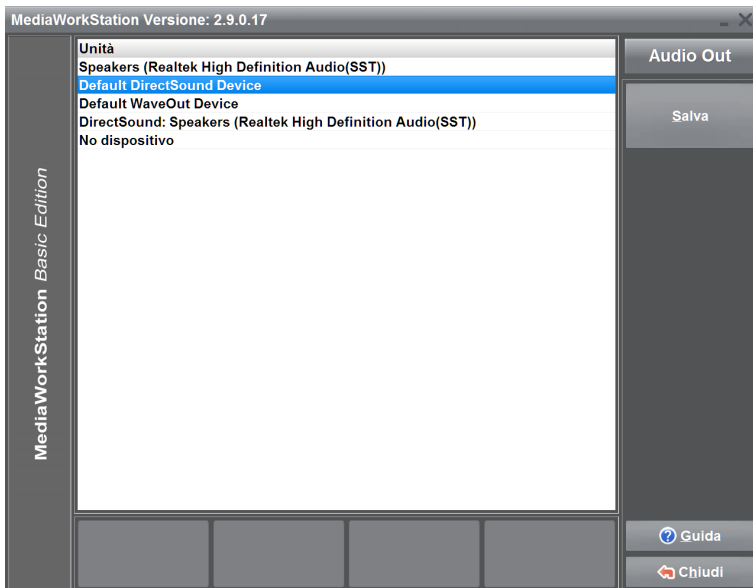 MediaWorkStation Versione: 2.9.0.17
Unità
Speakers (Realtek High Definition Audio(SST))
Default DirectSound Device
Default WaveOut Device
DirectSound: Speakers (Realtek High Definition Audio(SST))
No dispositivo
Audio Out
Salva
MediaWorkStation Basic Edition
Guida
Chiudi